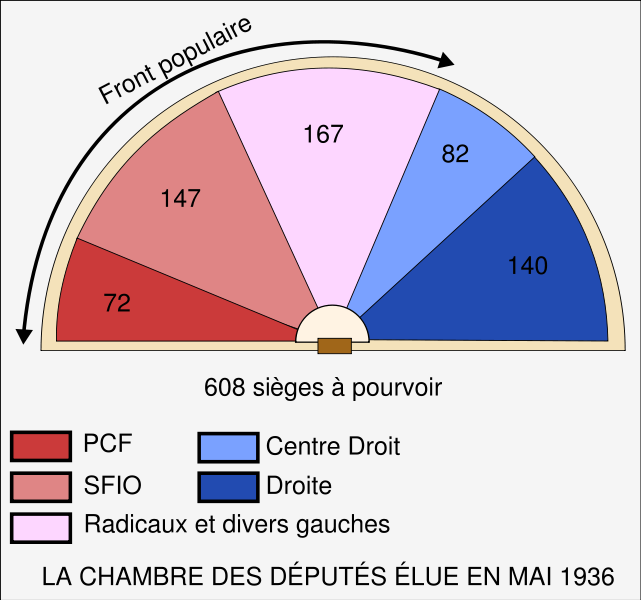 Front populaire
167
82
147
140
72
608 sièges à pourvoir
PCF
Centre Droit
SFIO
Droite
Radicaux et divers gauches
LA CHAMBRE DES DÉPUTÉS ÉLUE EN MAI 1936